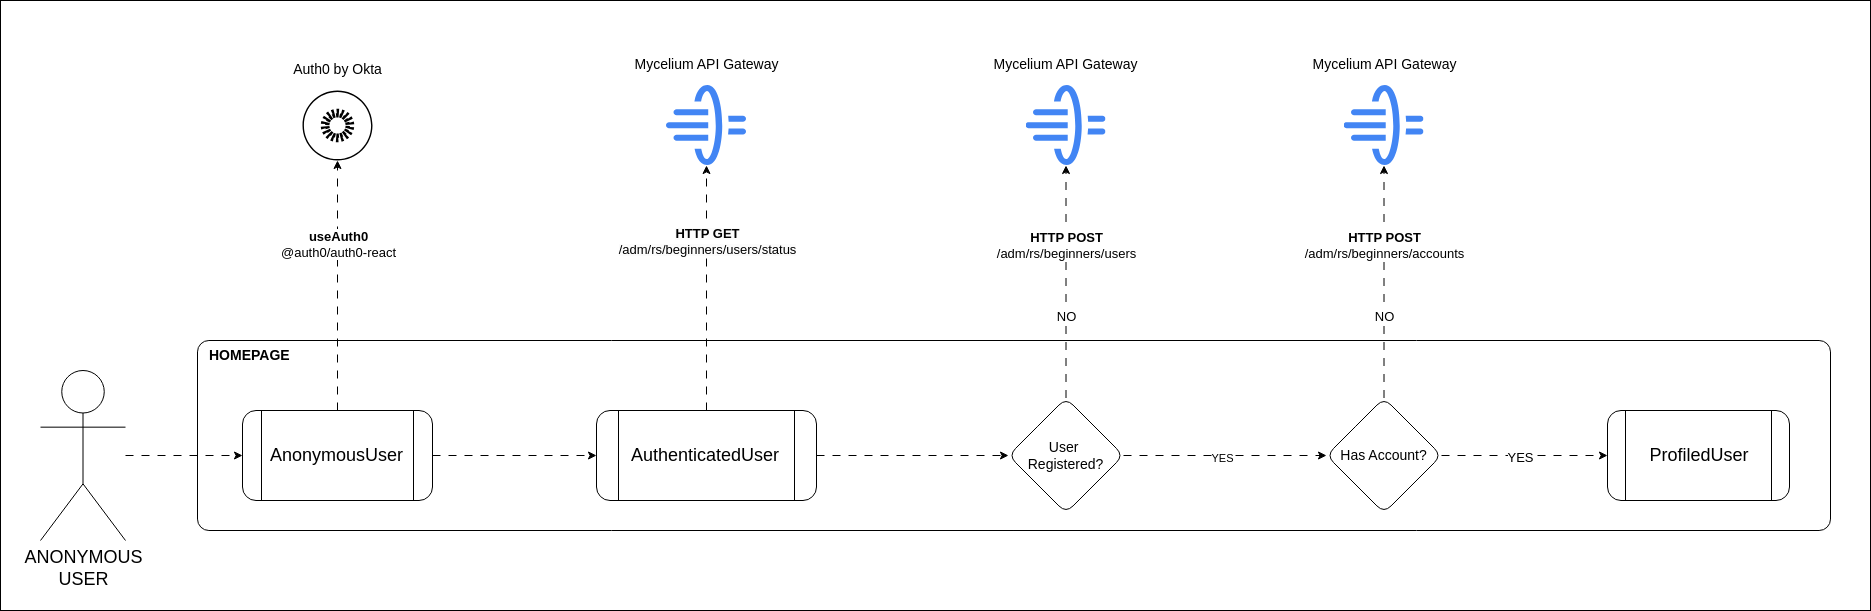 Auth0 by Okta
Mycelium API Gateway
Mycelium API Gateway
Mycelium API Gateway
useAuth0
@auth0/auth0-react
HTTP GET
/adm/rs/beginners/users/status
HTTP POST
/adm/rs/beginners/users
HTTP POST
/adm/rs/beginners/accounts
NO
NO
HOMEPAGE
AnonymousUser
AuthenticatedUser
User
Registered?
YES
Has Account?
YES
ProfiledUser
ANONYMOUS
USER